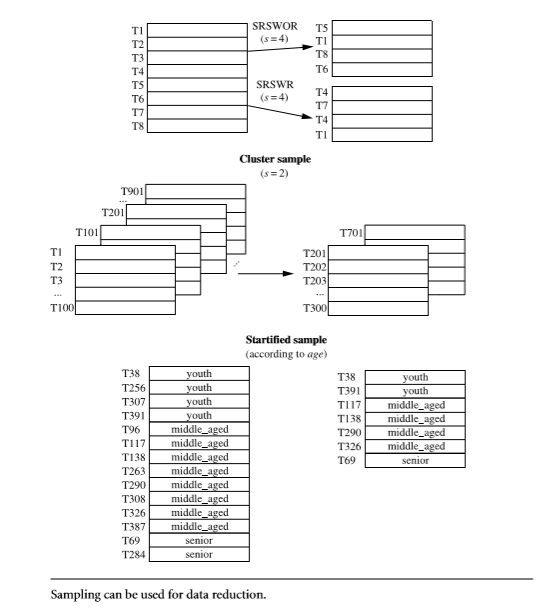 T1
T2
T3
T4
T5
T6
T7
T8
SRSWOR
(s = 4)
T5
T1
T8
T6
SRSWR
(s = 4)
T4
T7
T4
T1
Cluster sample
(s = 2)
T901
...
T201
T101
T1
T2
T3
...
T100
...
T701
T201
T202
T203
...
T300
Startified sample
(according to age)
T38 youth
T256 youth
T307 youth
T391 youth
T96 middle_aged
T117 middle_aged
T138 middle_aged
T263 middle_aged
T290 middle_aged
T308 middle_aged
T326 middle_aged
T387 middle_aged
T69 senior
T284 senior
T38 youth
T391 youth
T117 middle_aged
T138 middle_aged
T290 middle_aged
T326 middle_aged
T69 senior
Sampling can be used for data reduction.